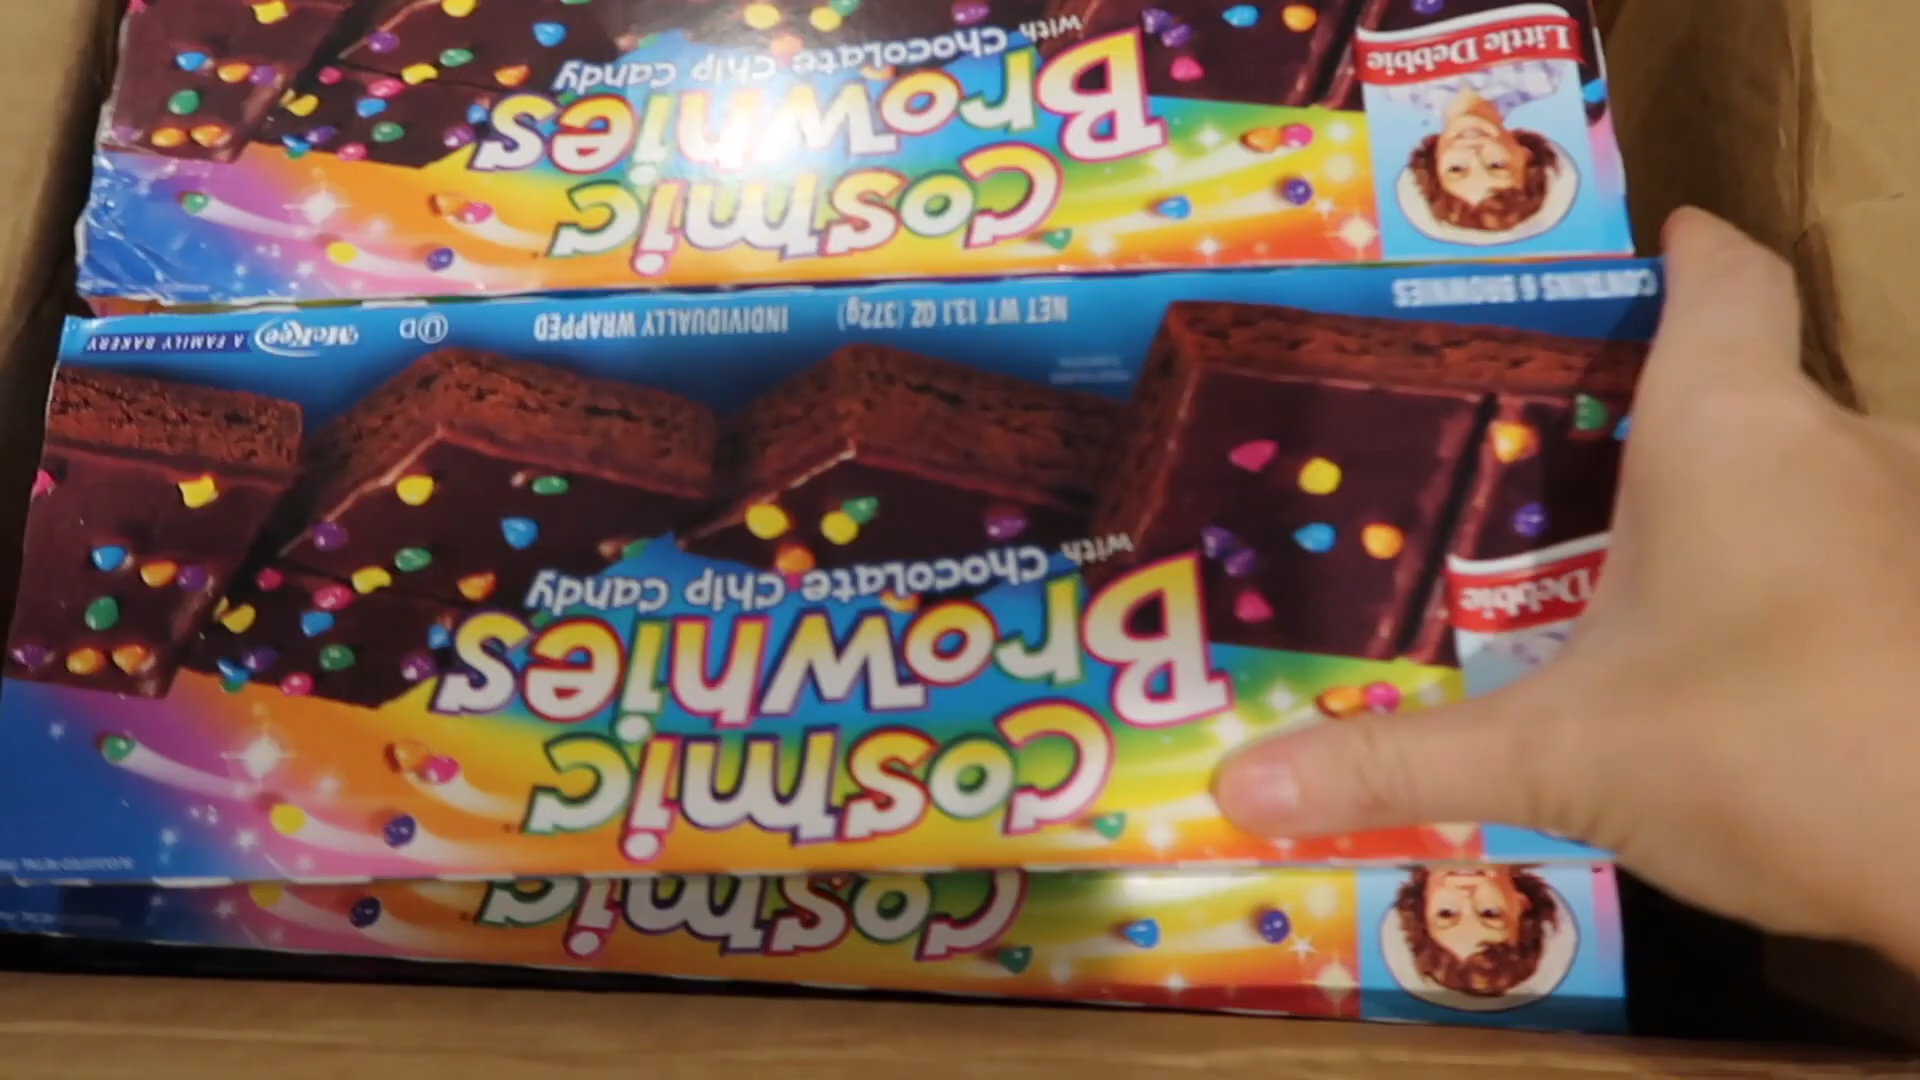 with Chocolate Chip Candy
Brownies
Cosmic
Little Debbie
CONTAINS 6 BROWNIES
NET WT 13.1 OZ (372g)
INDIVIDUALLY WRAPPED
U D
McKee
A FAMILY BAKERY
with Chocolate Chip Candy
Brownies
Cosmic
Debbie
Cosmic